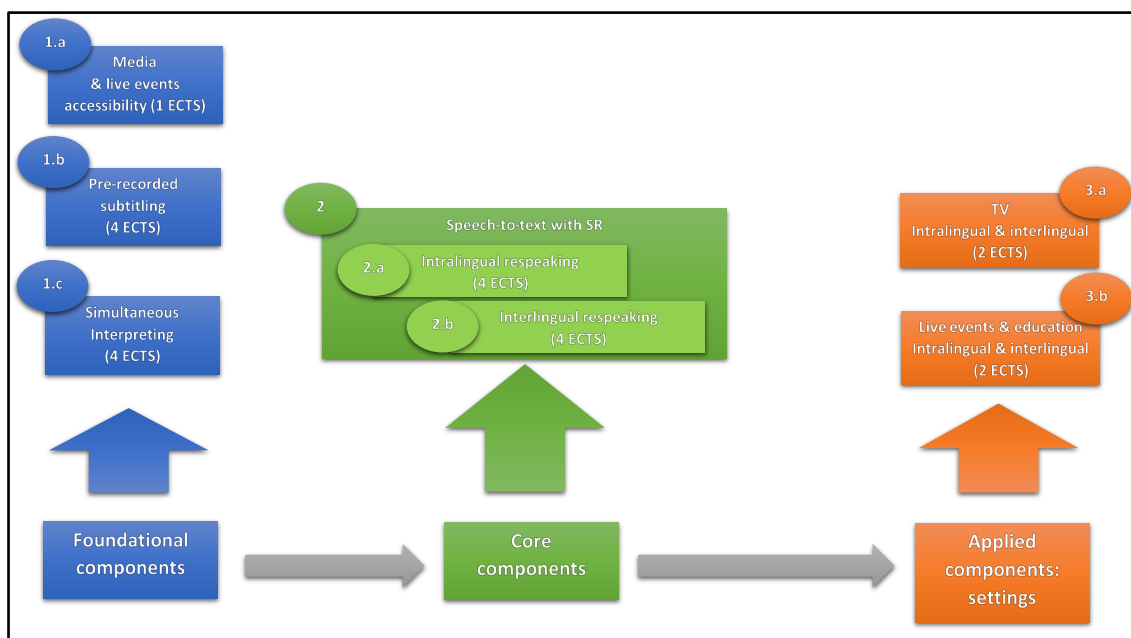 1.a
Media
& live events
accessibility (1 ECTS)
1.b
Pre-recorded
subtitling
(4 ECTS)
1.c
Simultaneous
Interpreting
(4 ECTS)
Foundational
components
2
Speech-to-text with SR
2.a
Intralingual respeaking
(4 ECTS)
2.b
Interlingual respeaking
(4 ECTS)
Core
components
3.a
TV
Intralingual & interlingual
(2 ECTS)
3.b
Live events & education
Intralingual & interlingual
(2 ECTS)
Applied
components:
settings